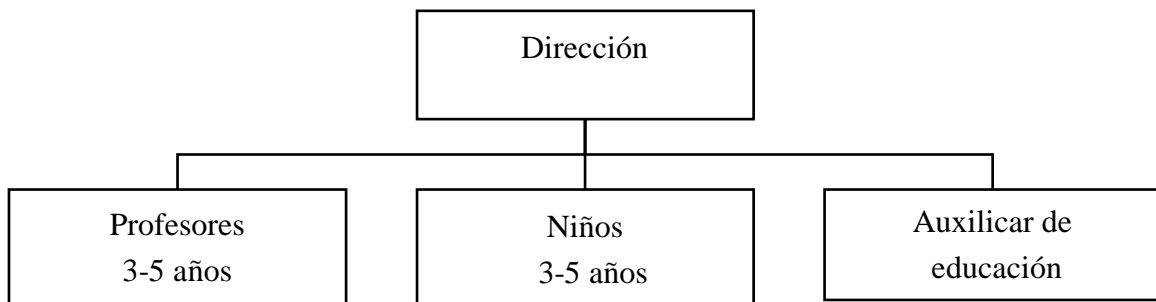 Dirección
Profesores
3-5 años
Niños
3-5 años
Auxilicar de
educación